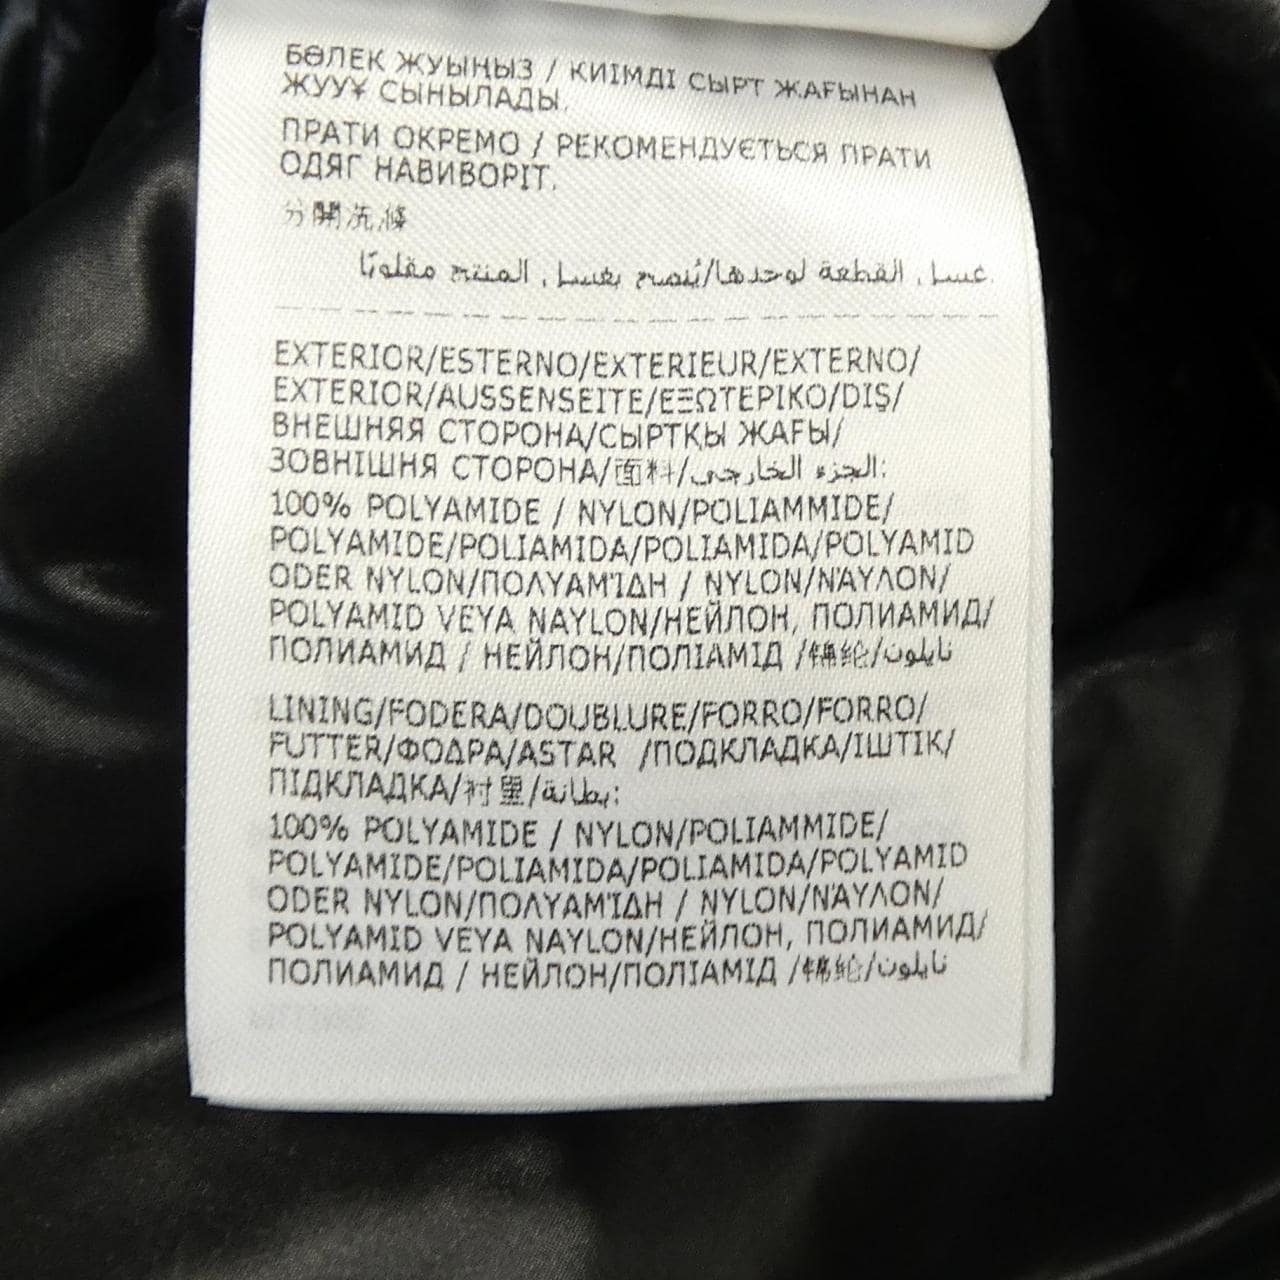 БӨЛЕК ЖУЫҢЫЗ / КИІМДІ СЫРТ ЖАҒЫНАН
ЖУУҰ СЫНЫЛАДЫ.
ПРАТИ ОКРЕМО / РЕКОМЕНДУЄТЬСЯ ПРАТИ
ОДЯГ НАВИВОРІТ.
分開洗滌
غسل القطعة لوحدها/يُنصح بغسل المنتج مقلوبًا.
EXTERIOR/ESTERNO/EXTERIEUR/EXTERNO/
EXTERIOR/AUSSENSEITE/ΕΞΩΤΕΡΙΚΟ/DIŞ/
ВНЕШНЯЯ СТОРОНА/СЫРТҚЫ ЖАҒЫ/
ЗОВНІШНЯ СТОРОНА/面料/الجزء الخارجي:
100% POLYAMIDE / NYLON/POLIAMMIDE/
POLYAMIDE/POLIAMIDA/POLIAMIDA/POLYAMID
ODER NYLON/ΠΟΛΥΑΜΊΔΗ / NYLON/ΝΆΥΛΟΝ/
POLYAMID VEYA NAYLON/НЕЙЛОН, ПОЛИАМИД/
ПОЛИАМИД / НЕЙЛОН/ПОЛІАМІД /锦纶/نايلون
LINING/FODERA/DOUBLURE/FORRO/FORRO/
FUTTER/ΦΟΔΡΑ/ASTAR /ПОДКЛАДКА/ІШТІК/
ПІДКЛАДКА/衬里/بطانة:
100% POLYAMIDE / NYLON/POLIAMMIDE/
POLYAMIDE/POLIAMIDA/POLIAMIDA/POLYAMID
ODER NYLON/ΠΟΛΥΑΜΊΔΗ / NYLON/ΝΆΥΛΟΝ/
POLYAMID VEYA NAYLON/НЕЙЛОН, ПОЛИАМИД/
ПОЛИАМИД / НЕЙЛОН/ПОЛІАМІД /锦纶/نايلون